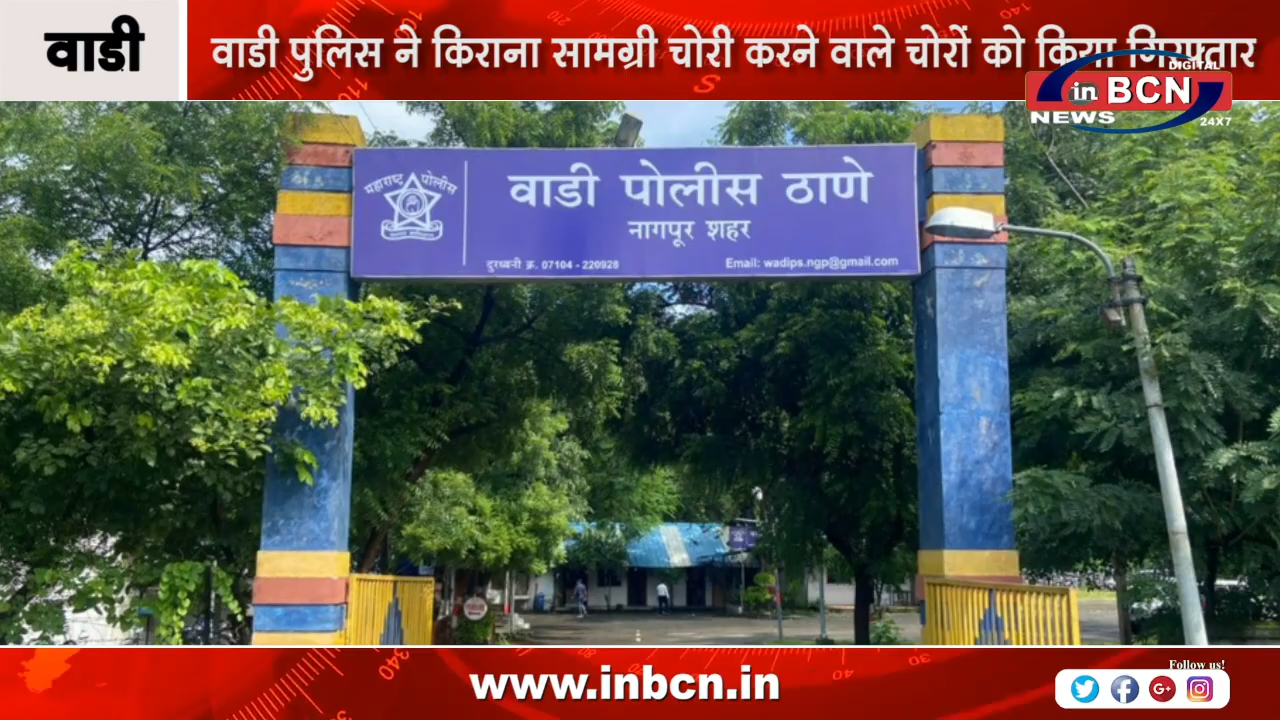 वाडी
वाडी पुलिस ने किराना सामग्री चोरी करने वाले चोरों को किया गिरफ्तार
DIGITAL
in BCN
NEWS
24X7
महाराष्ट्र पोलीस
वाडी पोलीस ठाणे
नागपूर शहर
दुरध्वनी क्र. 07104 - 220928
Email: wadips.ngp@gmail.com
www.inbcn.in
Follow us!